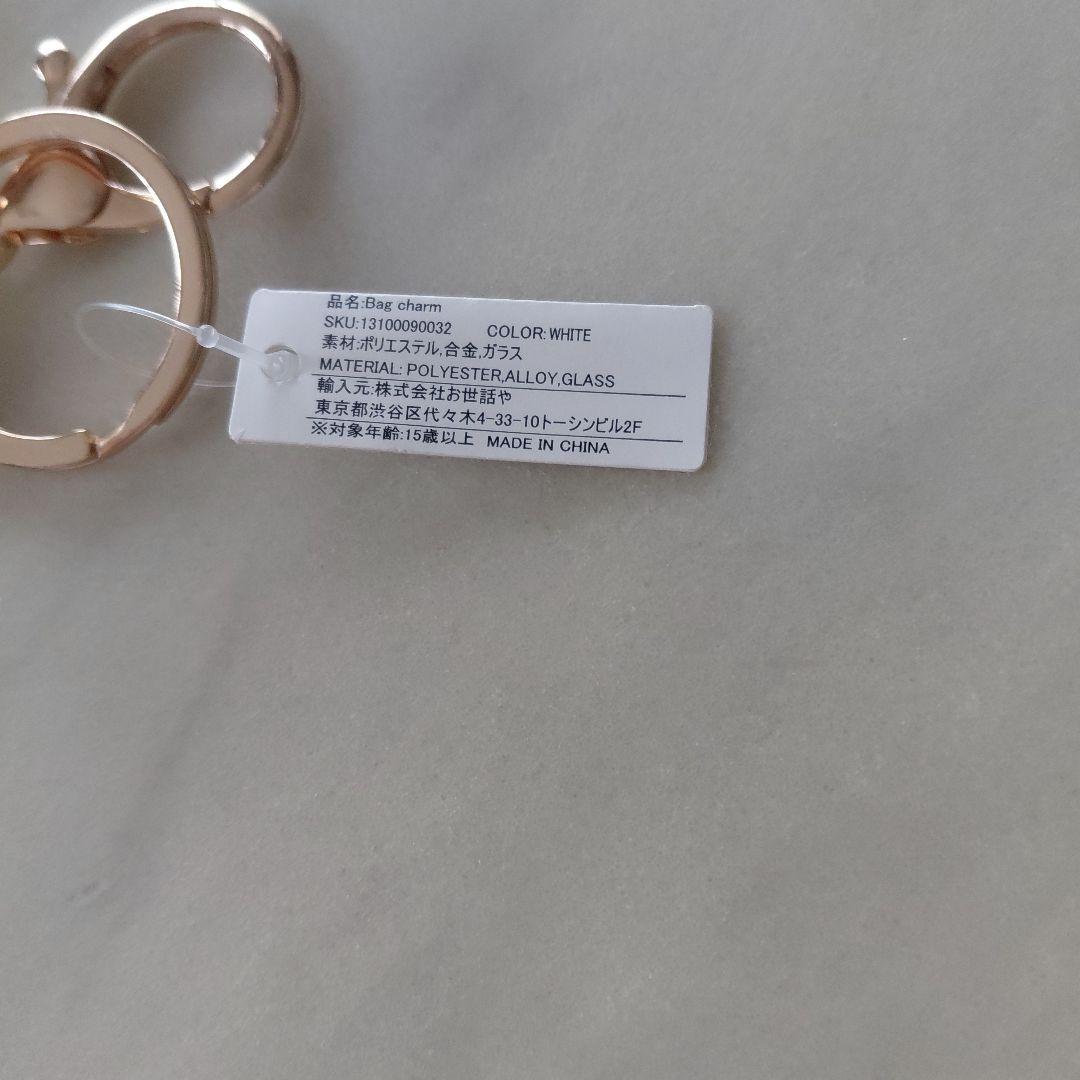 品名:Bag charm
SKU:13100090032 COLOR:WHITE
素材:ポリエステル,合金,ガラス
MATERIAL: POLYESTER,ALLOY,GLASS
輸入元:株式会社お世話や
東京都渋谷区代々木4-33-10トーシンビル2F
※対象年齢:15歳以上 MADE IN CHINA